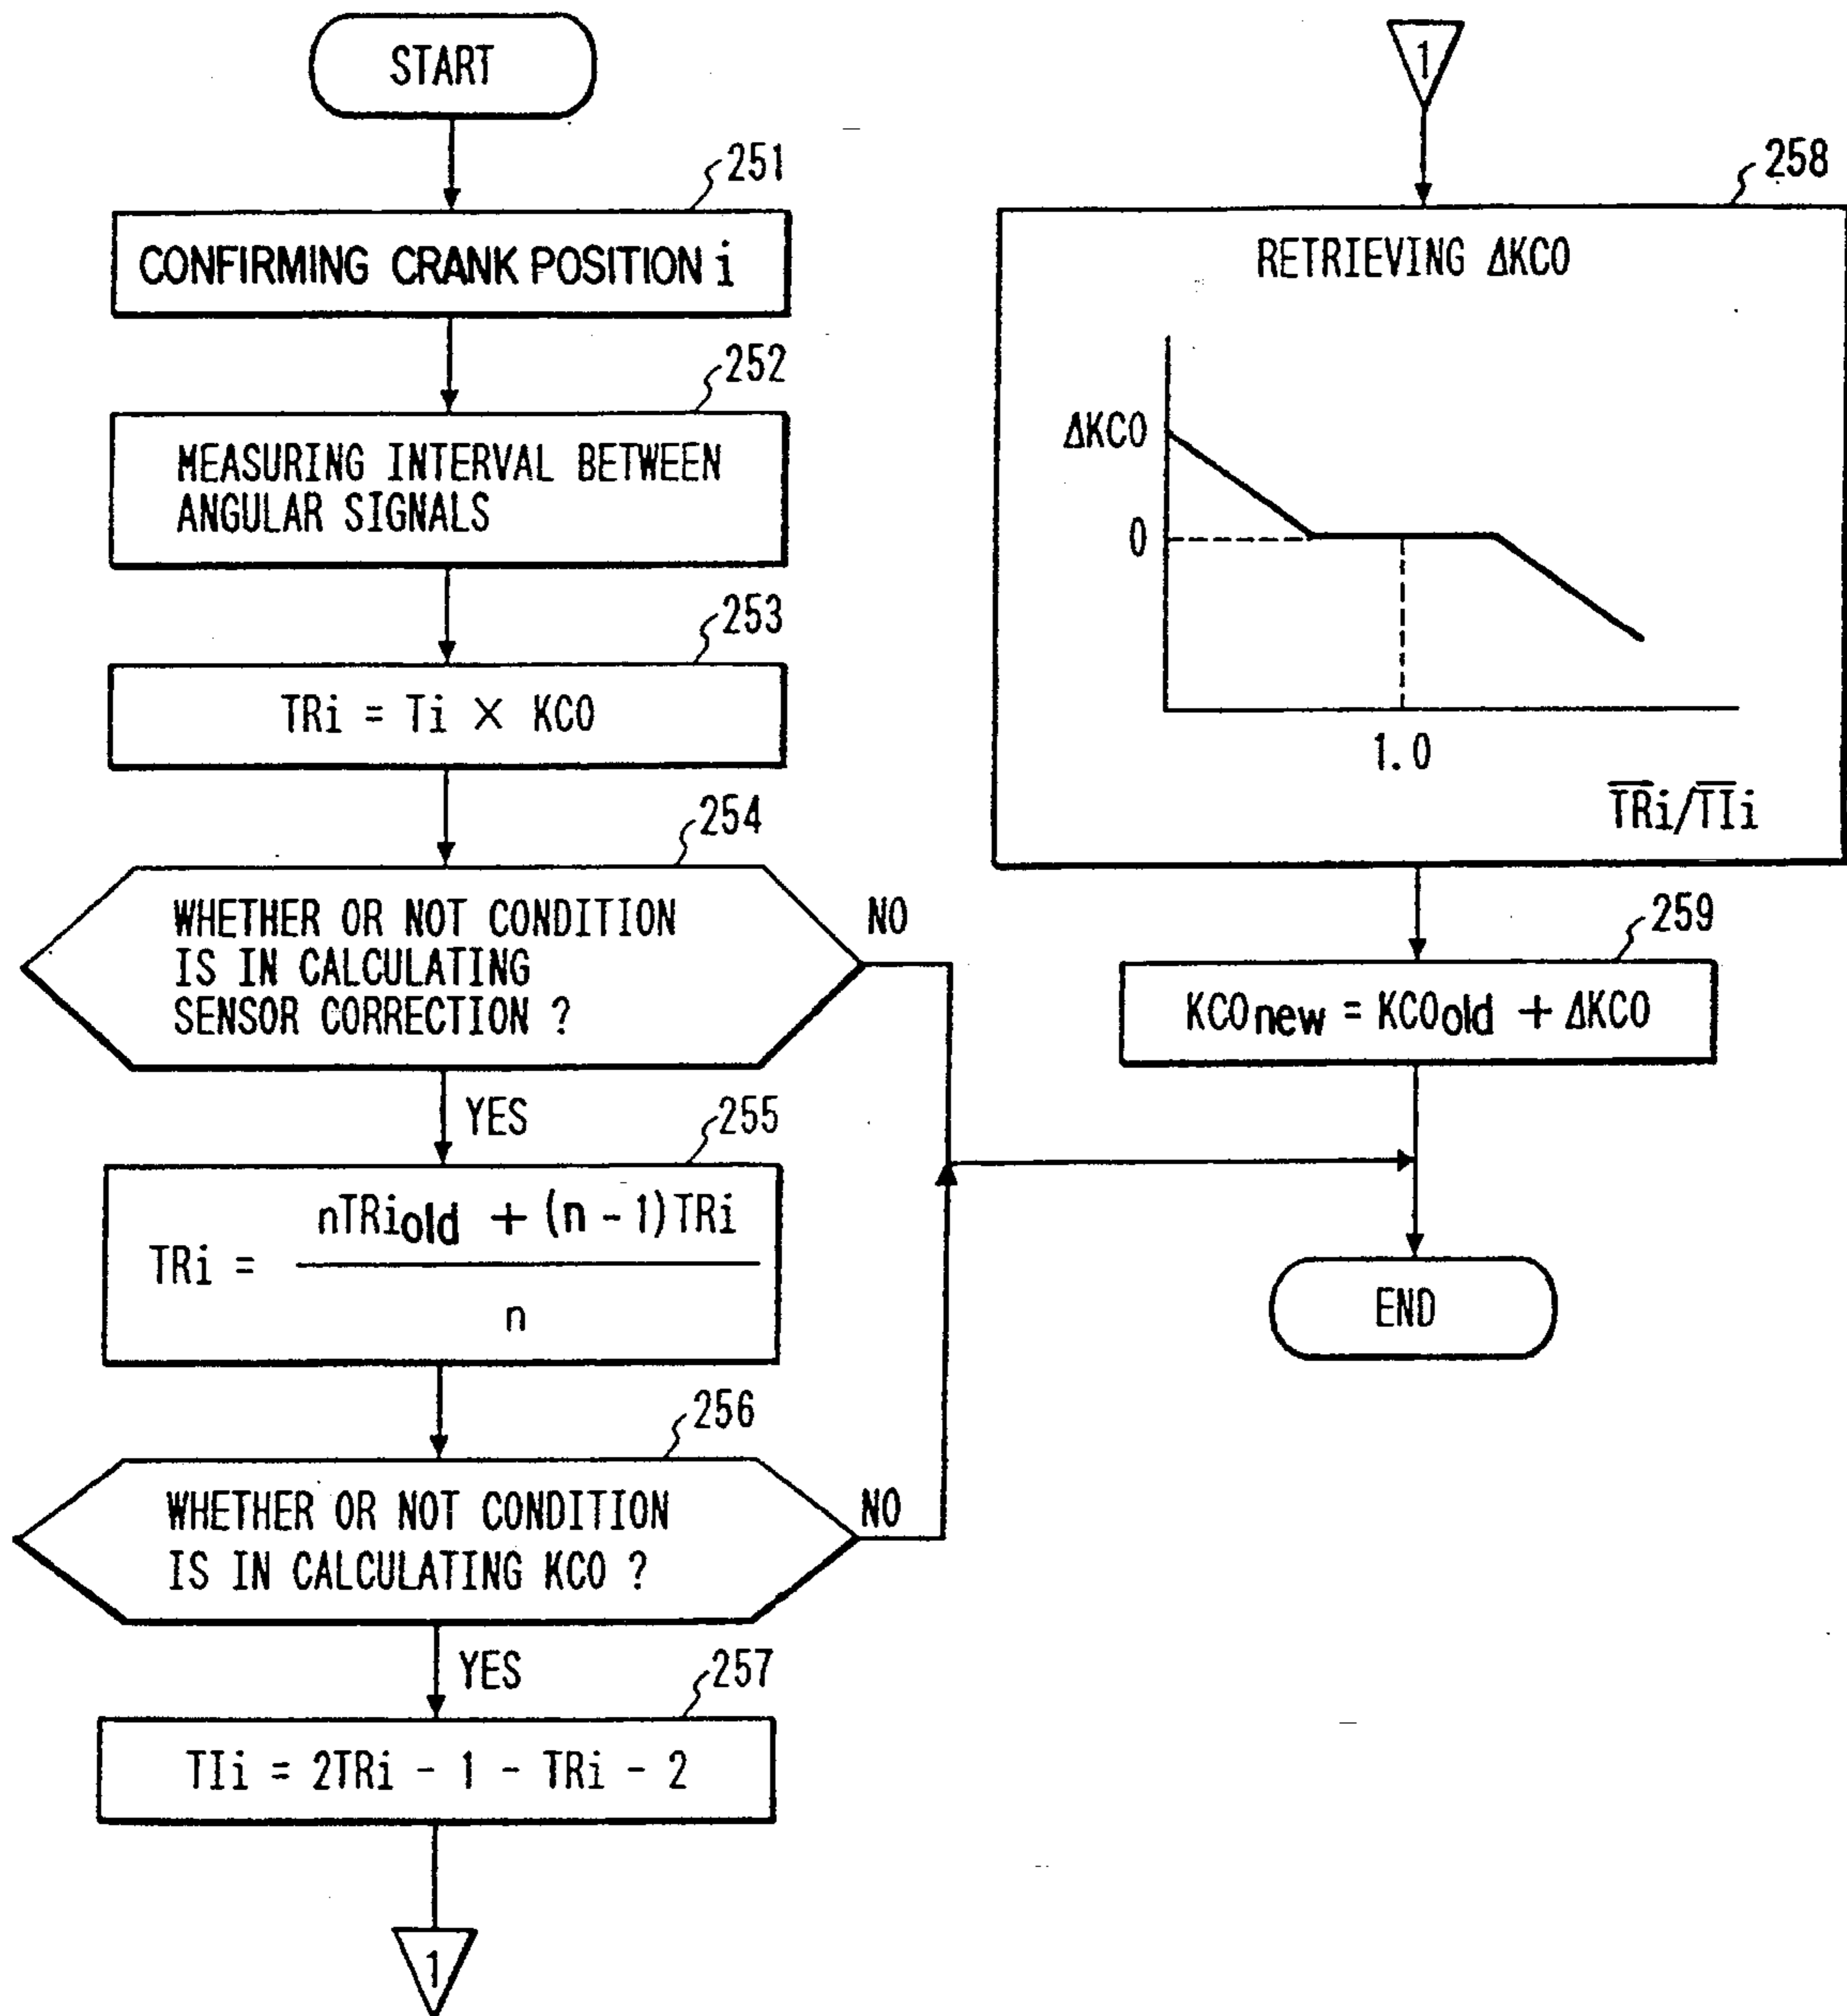 START
251
CONFIRMING CRANK POSITION i
252
MEASURING INTERVAL BETWEEN
ANGULAR SIGNALS
253
TRi = Ti × KCO
254
WHETHER OR NOT CONDITION
IS IN CALCULATING
SENSOR CORRECTION ?
NO
YES
255
TRi = 
nTRiold + (n - 1)TRi
n
256
WHETHER OR NOT CONDITION
IS IN CALCULATING KCO ?
NO
YES
257
TIi = 2TRi - 1 - TRi - 2
1
1
258
RETRIEVING ΔKCO
ΔKCO
0
1.0
T̅R̅i/T̅I̅i
259
KCOnew = KCOold + ΔKCO
END